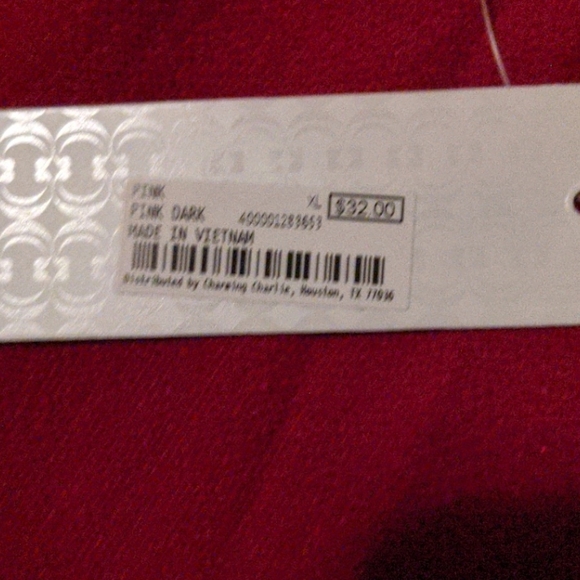 PINK
XL $32.00
PINK DARK 400001283653
MADE IN VIETNAM
Distributed by Charming Charlie, Houston, TX 77036